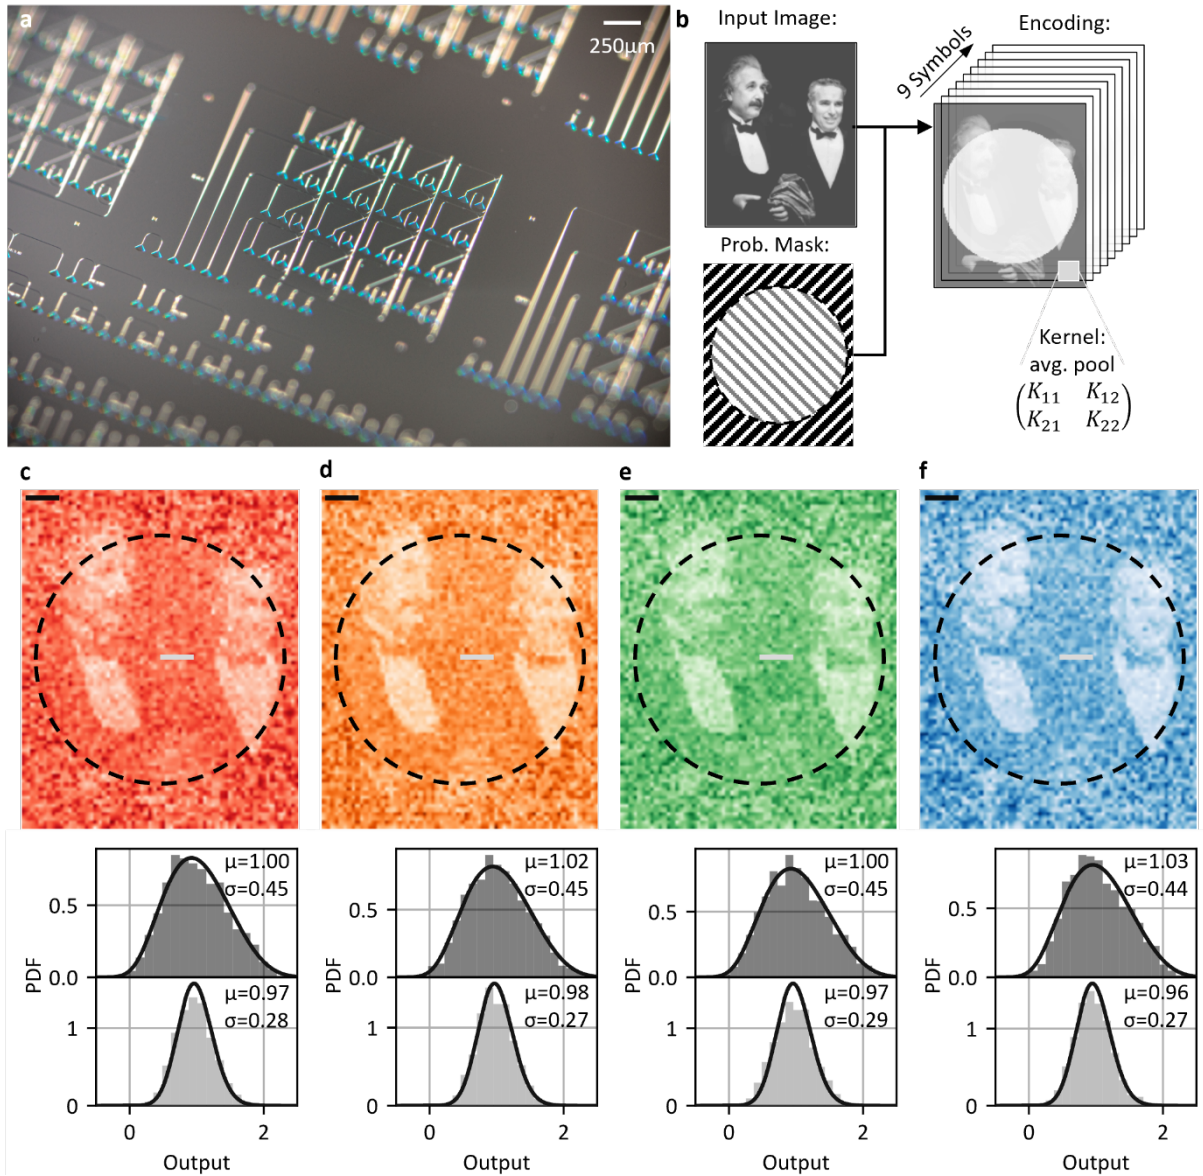 a
250μm
b
Input Image:
Encoding:
9 Symbols
Prob. Mask:
Kernel:
avg. pool
K11 K12
K21 K22
c
d
e
f
μ=1.00
σ=0.45
μ=1.02
σ=0.45
μ=1.00
σ=0.45
μ=1.03
σ=0.44
0.5
0.5
0.5
0.5
0.0
0.0
0.0
0.0
PDF
PDF
PDF
PDF
μ=0.97
σ=0.28
μ=0.98
σ=0.27
μ=0.97
σ=0.29
μ=0.96
σ=0.27
1
1
1
1
0
0
0
0
0 2
0 2
0 2
0 2
Output
Output
Output
Output